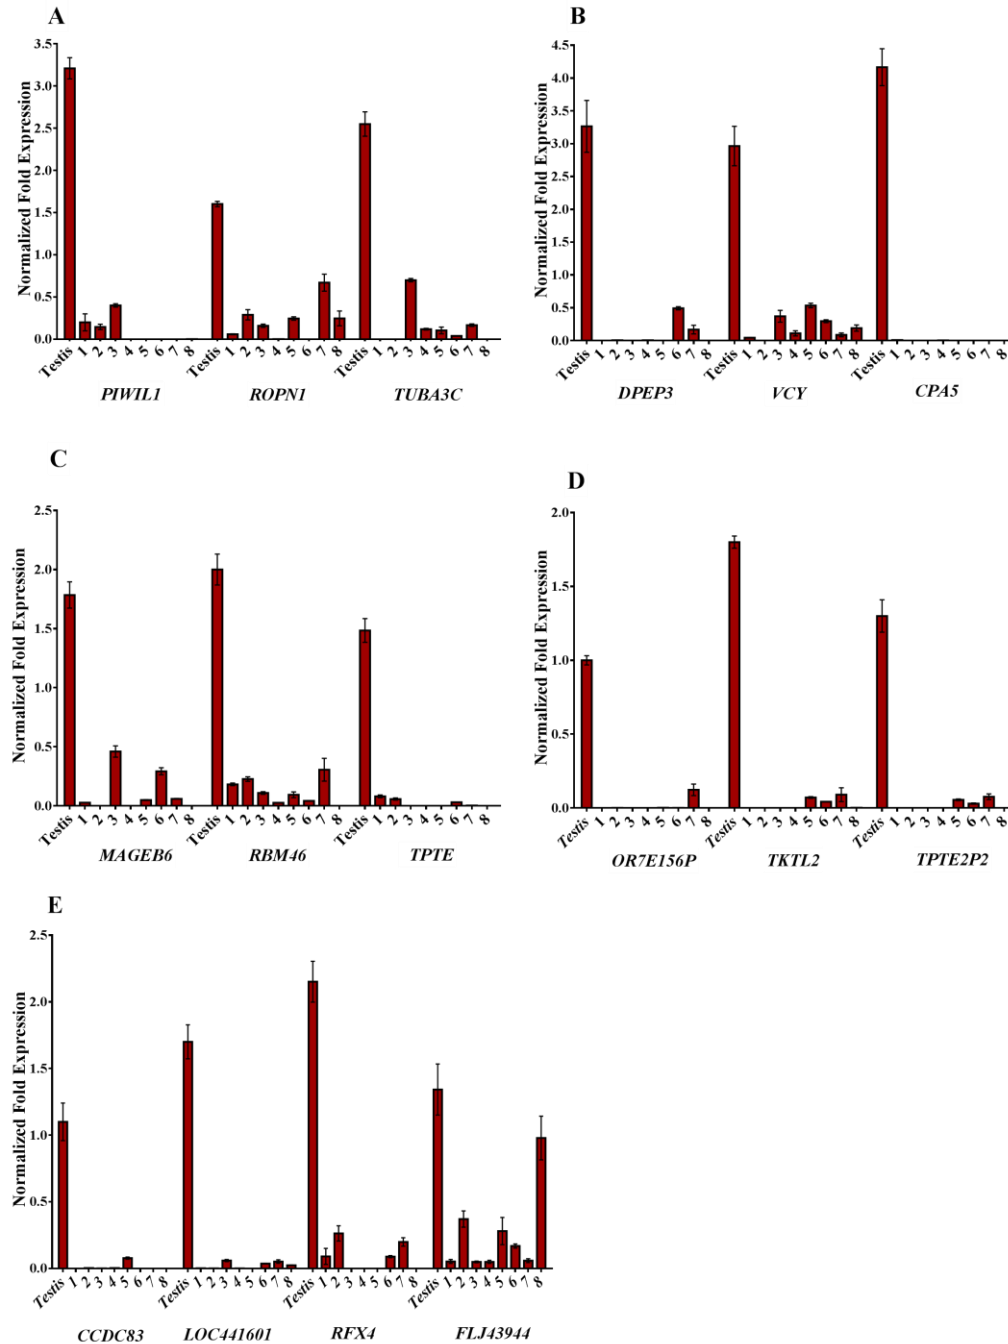 A
Normalized Fold Expression
3.5
3.0
2.5
2.0
1.5
1.0
0.5
0.0
Testis 1 2 3 4 5 6 7 8 Testis 1 2 3 4 5 6 7 8 Testis 1 2 3 4 5 6 7 8
PIWIL1 ROPN1 TUBA3C
B
Normalized Fold Expression
4.5
4.0
3.5
3.0
2.5
2.0
1.5
1.0
0.5
0.0
Testis 1 2 3 4 5 6 7 8 Testis 1 2 3 4 5 6 7 8 Testis 1 2 3 4 5 6 7 8
DPEP3 VCY CPA5
C
Normalized Fold Expression
2.5
2.0
1.5
1.0
0.5
0.0
Testis 1 2 3 4 5 6 7 8 Testis 1 2 3 4 5 6 7 8 Testis 1 2 3 4 5 6 7 8
MAGEB6 RBM46 TPTE
D
Normalized Fold Expression
2.0
1.5
1.0
0.5
0.0
Testis 1 2 3 4 5 6 7 8 Testis 1 2 3 4 5 6 7 8 Testis 1 2 3 4 5 6 7 8
OR7E156P TKTL2 TPTE2P2
E
Normalized Fold Expression
2.5
2.0
1.5
1.0
0.5
0.0
Testis 1 2 3 4 5 6 7 8 Testis 1 2 3 4 5 6 7 8 Testis 1 2 3 4 5 6 7 8 Testis 1 2 3 4 5 6 7 8
CCDC83 LOC441601 RFX4 FLJ43944